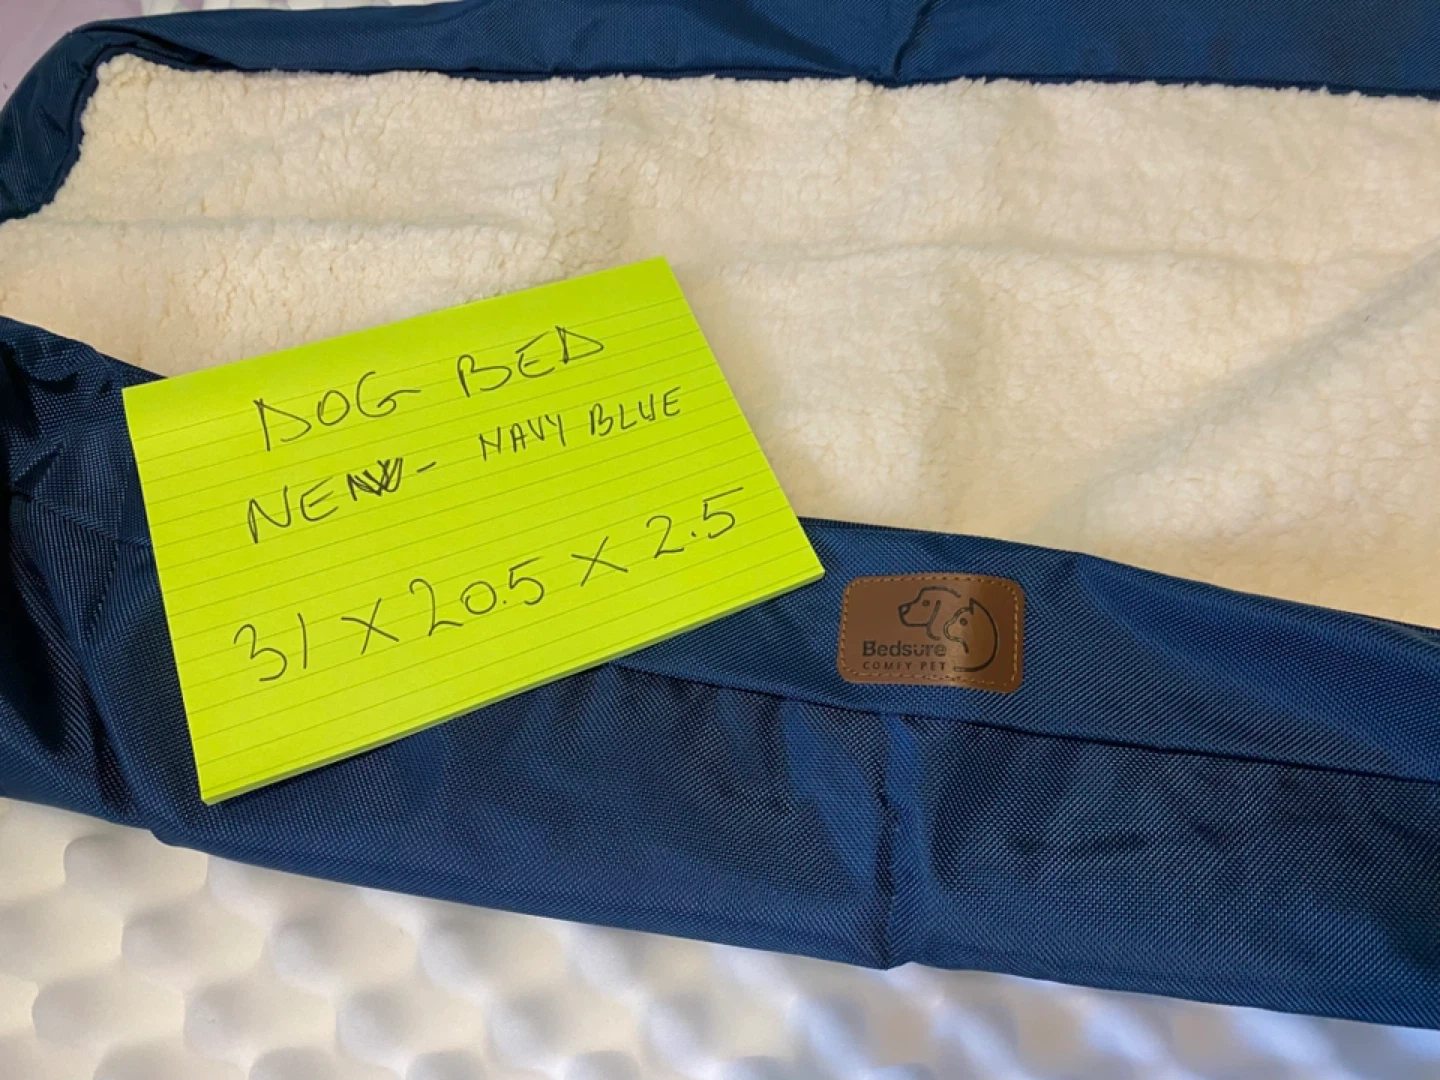 DOG BED
NEW - NAVY BLUE
31 X 20.5 X 2.5
Bedsure
COMFY PET